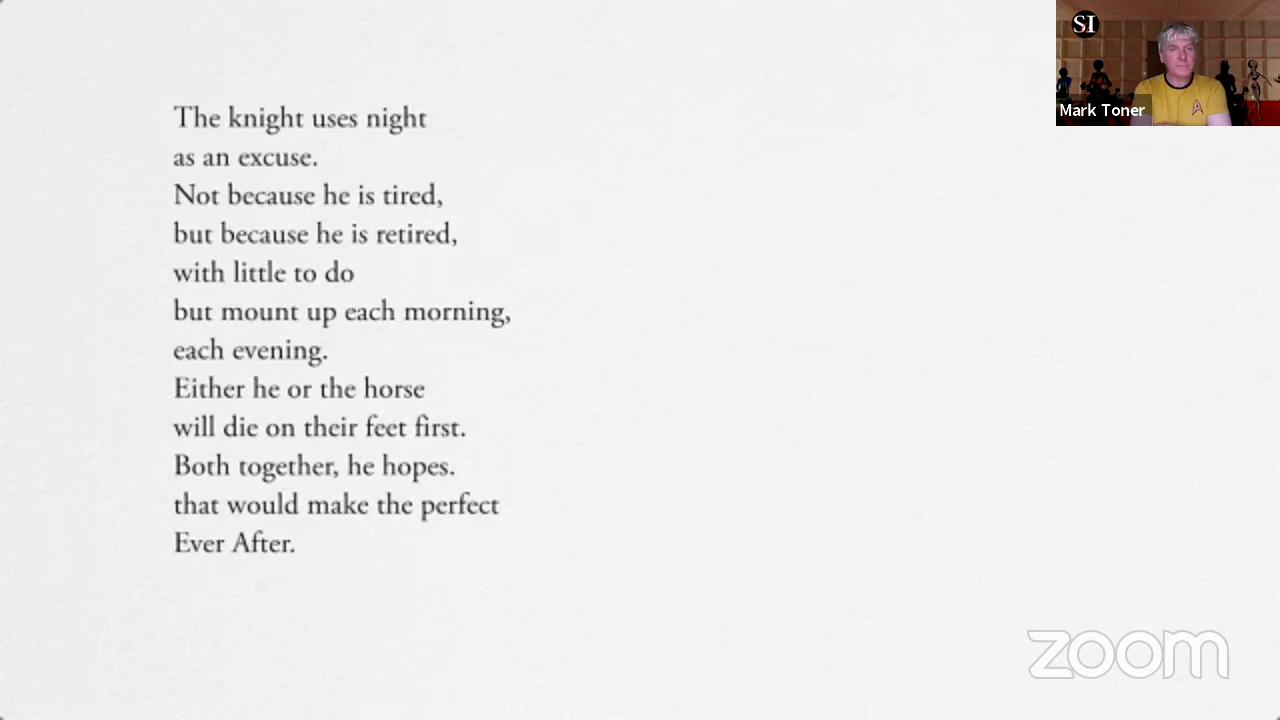 SI
Mark Toner
The knight uses night
as an excuse.
Not because he is tired,
but because he is retired,
with little to do
but mount up each morning,
each evening.
Either he or the horse
will die on their feet first.
Both together, he hopes.
that would make the perfect
Ever After.
zoom